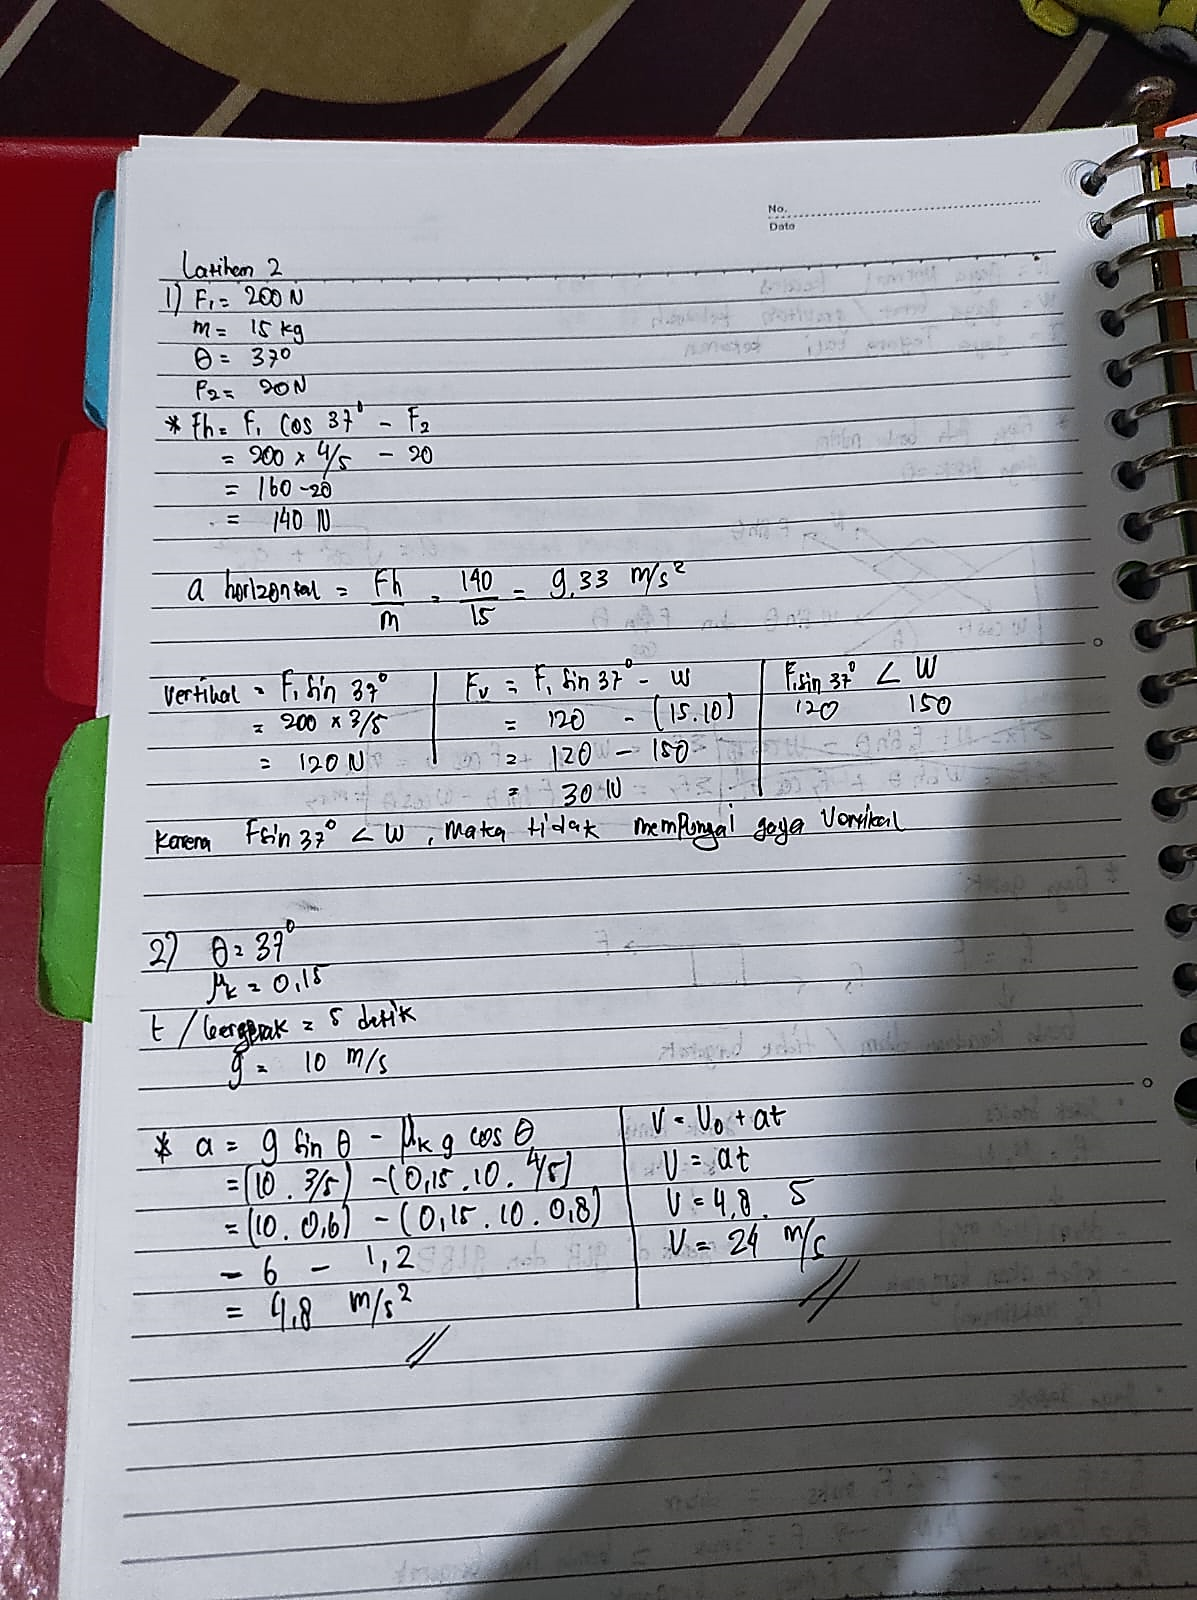 No.
Date
Latihan 2
1) F₁ = 200 N
m = 15 kg
θ = 37°
F₂ = 20 N
* Fh = F₁ cos 37° - F₂
= 200 × 4/5 - 20
= 160 - 20
= 140 N
a horizontal = Fh/m = 140/15 = 9,33 m/s²
Vertikal = F₁ sin 37°
= 200 × 3/5
= 120 N
Fv = F₁ sin 37° - W
= 120 - (15.10)
= 120 - 150
= 30 N
F₁ sin 37° < W
120 150
Karena F sin 37° < W, maka tidak mempunyai gaya Vertikal
2) θ = 37°
μk = 0,15
t / bergerak = 5 detik
g = 10 m/s
* a = g sin θ - μk g cos θ
= (10 . 3/5) - (0,15 . 10 . 4/5)
= (10 . 0,6) - (0,15 . 10 . 0,8)
= 6 - 1,2
= 4,8 m/s²
V = V₀ + at
V = at
V = 4,8 . 5
V = 24 m/s